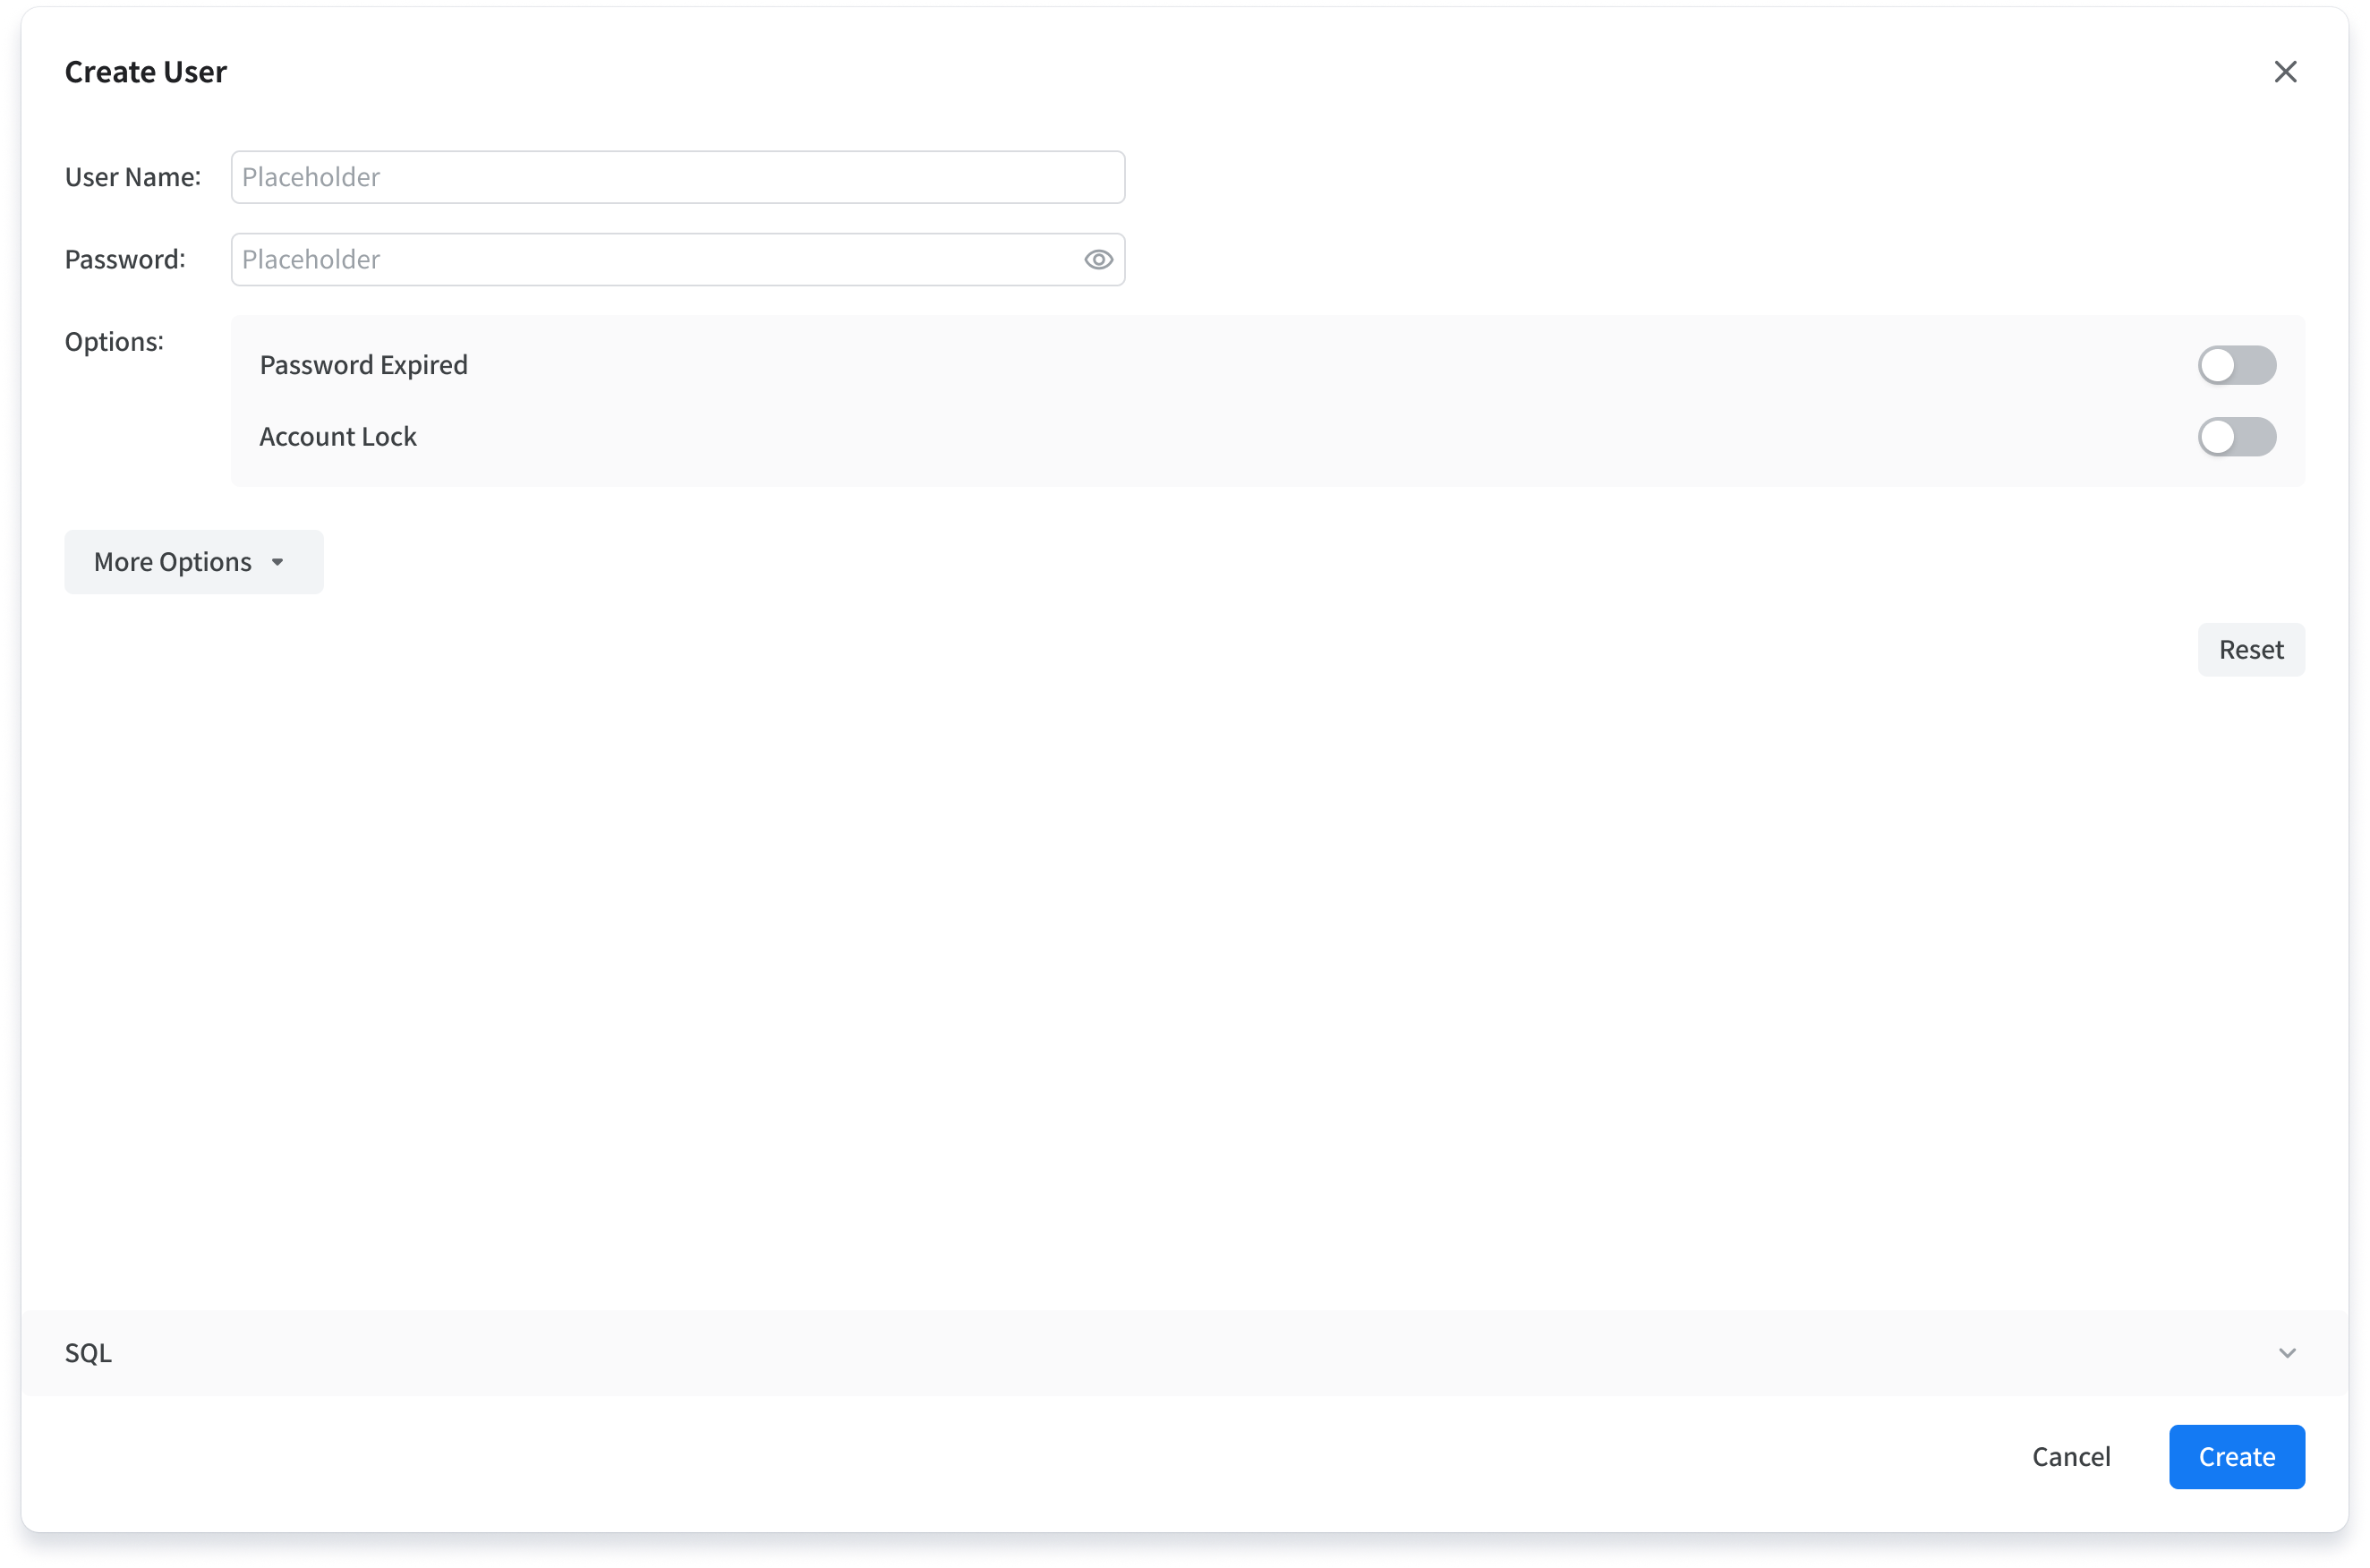 Create User
User Name: Placeholder
Password: Placeholder
Options:
Password Expired
Account Lock
More Options
Reset
SQL
Cancel Create